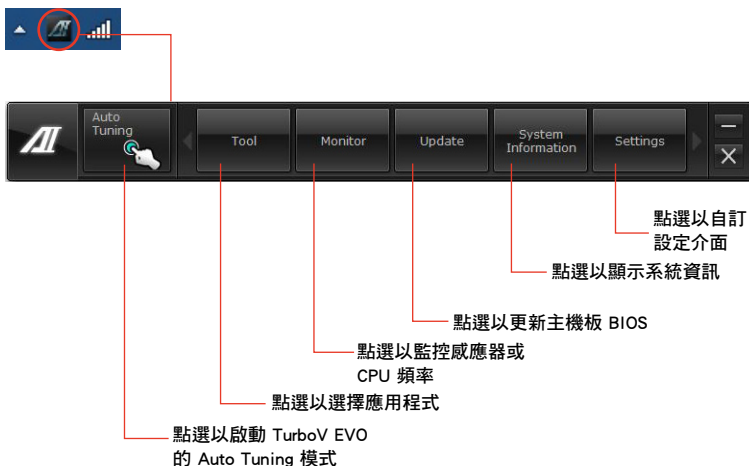 Auto
Tuning
Tool
Monitor
Update
System
Information
Settings
點選以自訂
設定介面
點選以顯示系統資訊
點選以更新主機板 BIOS
點選以監控感應器或
CPU 頻率
點選以選擇應用程式
點選以啟動 TurboV EVO
的 Auto Tuning 模式